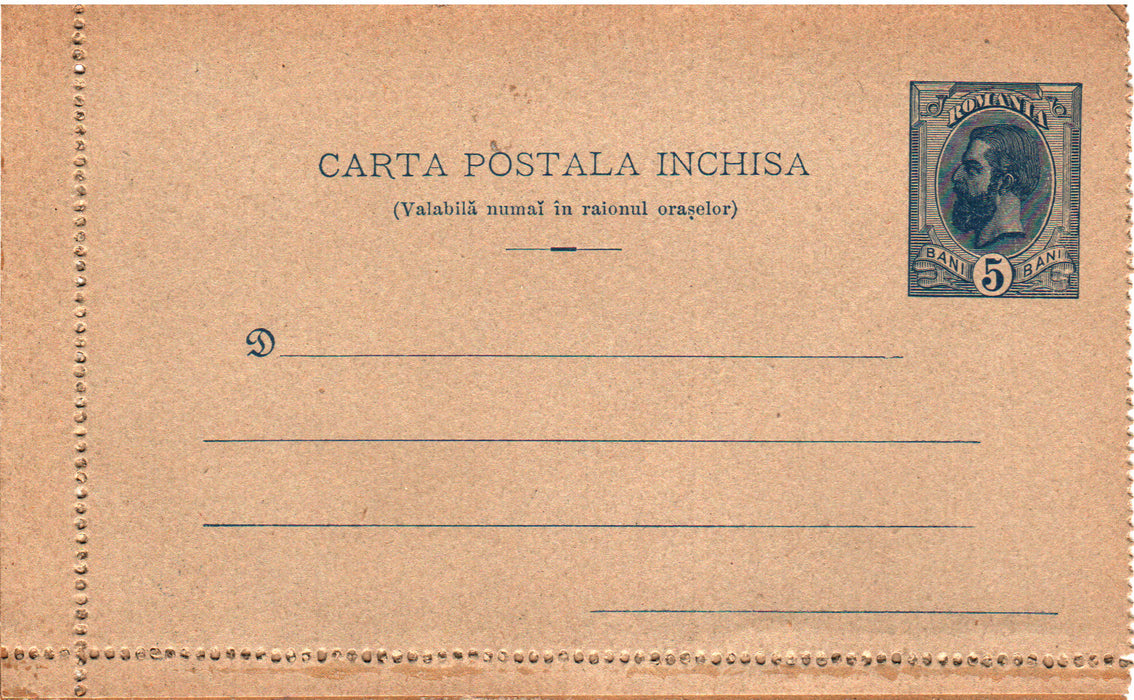 ROMANIA
CARTA POSTALA INCHISA
(Valabilă numaĭ în raionul orașelor)
BANI 5 BANI
D